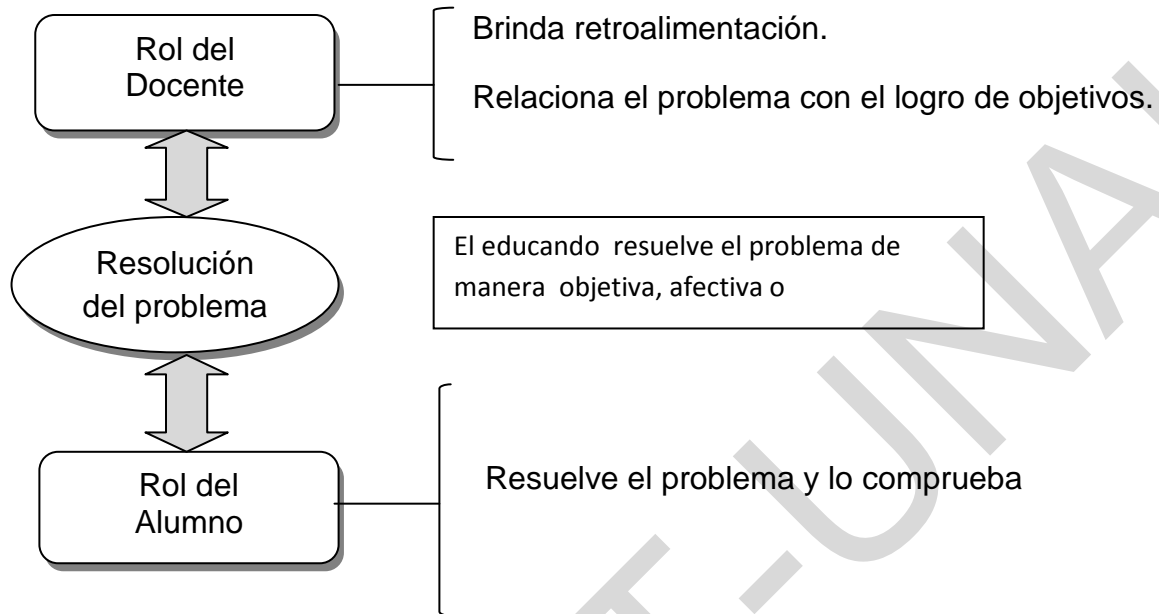 Rol del
Docente
Brinda retroalimentación.
Relaciona el problema con el logro de objetivos.
Resolución
del problema
El educando resuelve el problema de
manera objetiva, afectiva o
Rol del
Alumno
Resuelve el problema y lo comprueba